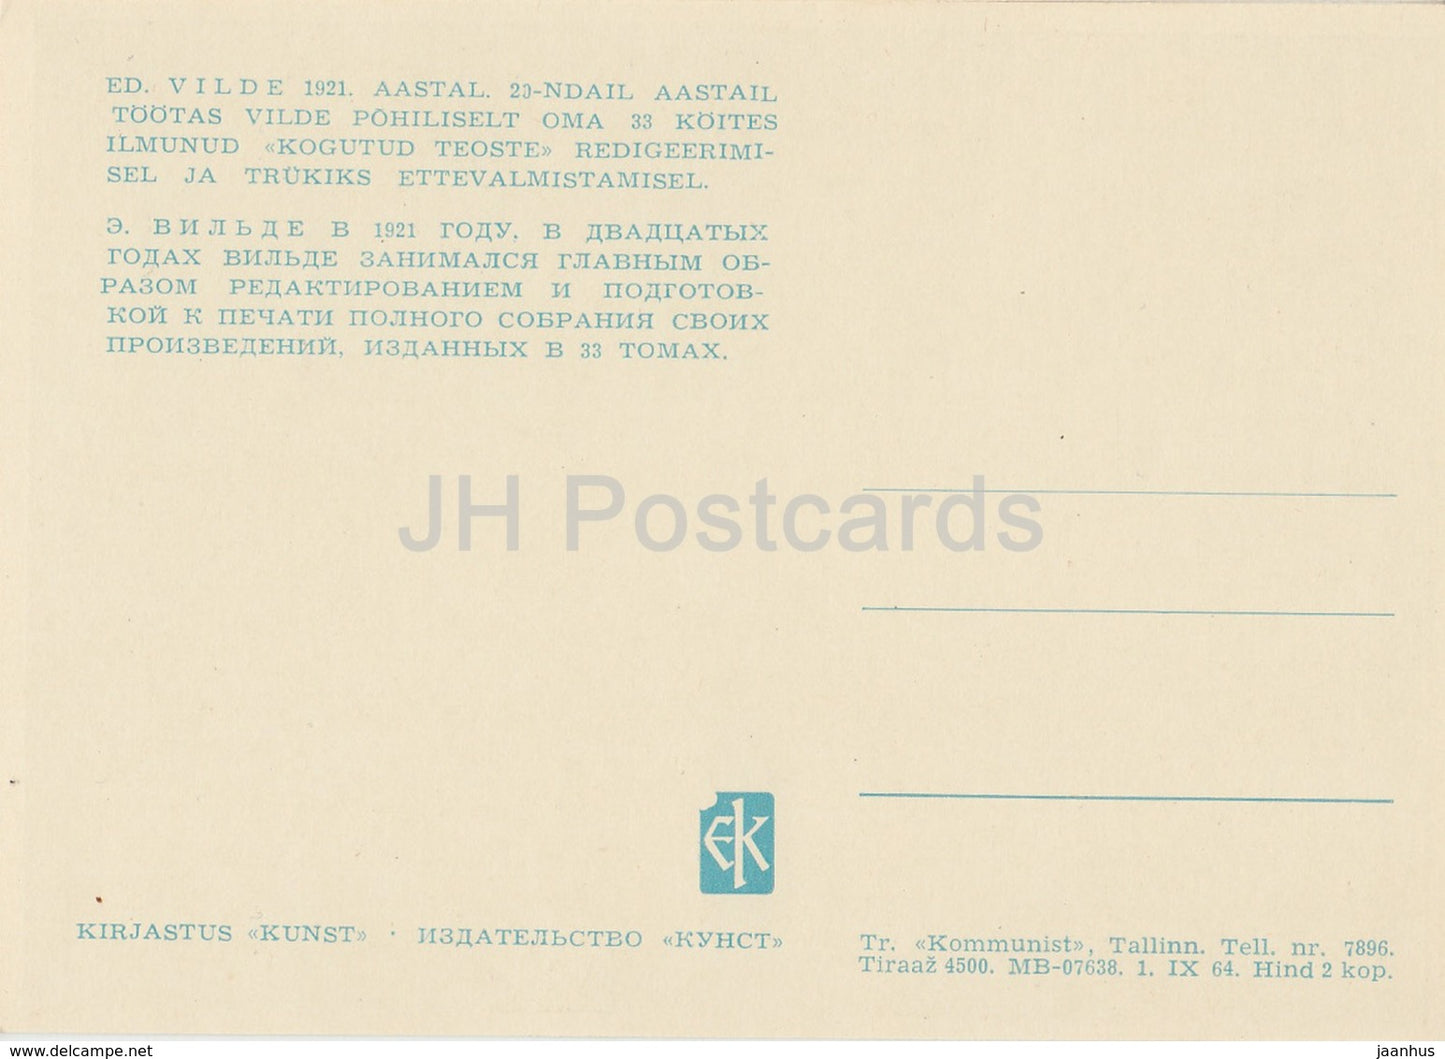 ED. VILDE 1921. AASTAL. 20-NDAIL AASTAIL
TÖÖTAS VILDE PÕHILISELT OMA 33 KÖITES
ILMUNUD «KOGUTUD TEOSTE» REDIGEERIMI-
SEL JA TRÜKIKS ETTEVALMISTAMISEL.
Э. ВИЛЬДЕ В 1921 ГОДУ. В ДВАДЦАТЫХ
ГОДАХ ВИЛЬДЕ ЗАНИМАЛСЯ ГЛАВНЫМ ОБ-
РАЗОМ РЕДАКТИРОВАНИЕМ И ПОДГОТОВ-
КОЙ К ПЕЧАТИ ПОЛНОГО СОБРАНИЯ СВОИХ
ПРОИЗВЕДЕНИЙ, ИЗДАННЫХ В 33 ТОМАХ.
JH Postcards
EK
KIRJASTUS «KUNST» · ИЗДАТЕЛЬСТВО «КУНСТ»
Tr. «Kommunist», Tallinn. Tell. nr. 7896.
Tiraaž 4500. MB-07638. 1. IX 64. Hind 2 kop.
www.delcampe.net
jaanhus